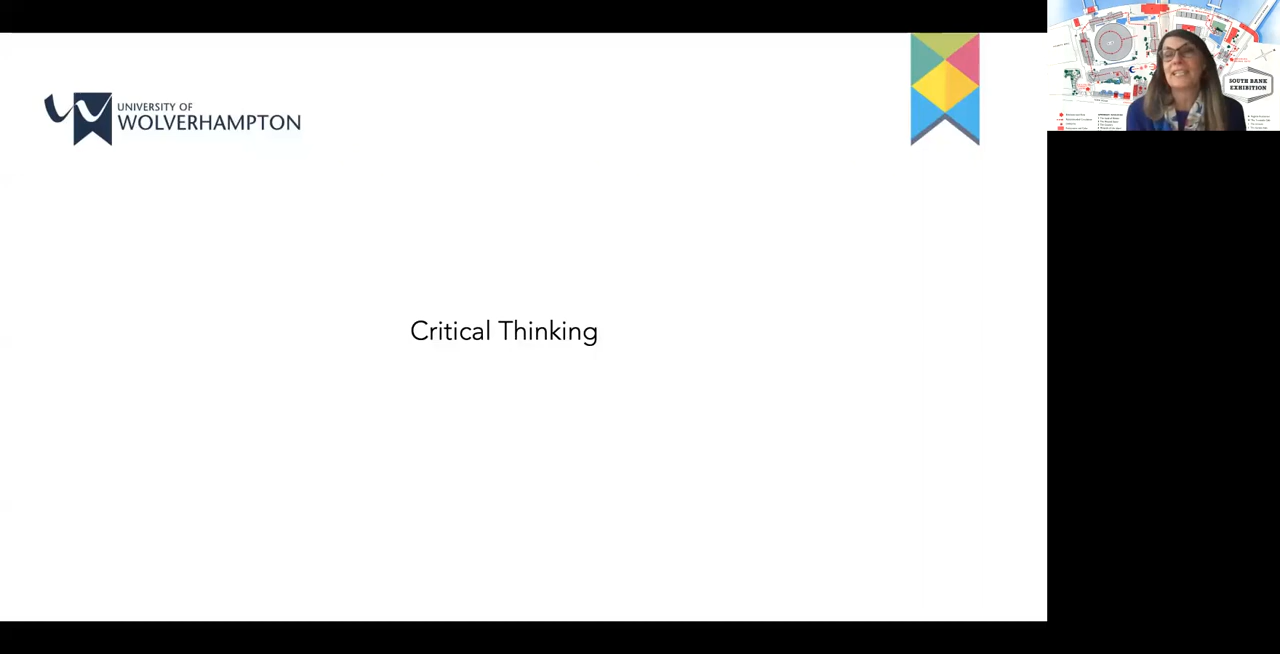 UNIVERSITY OF
WOLVERHAMPTON
Critical Thinking
SOUTH BANK
EXHIBITION